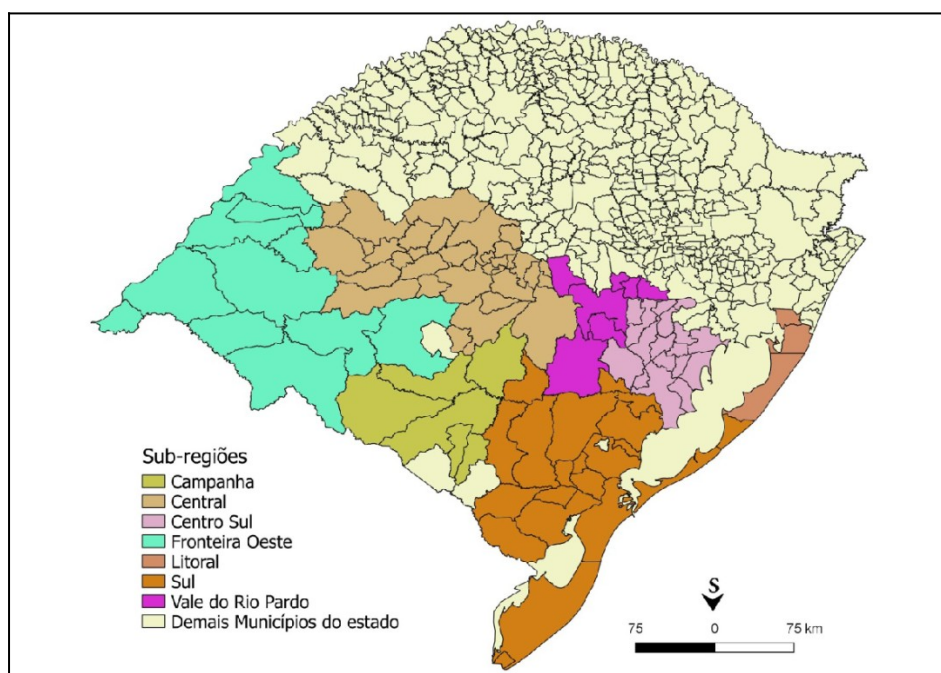 Sub-regiões
Campanha
Central
Centro Sul
Fronteira Oeste
Litoral
Sul
Vale do Rio Pardo
Demais Municípios do estado
S
75 0 75 km